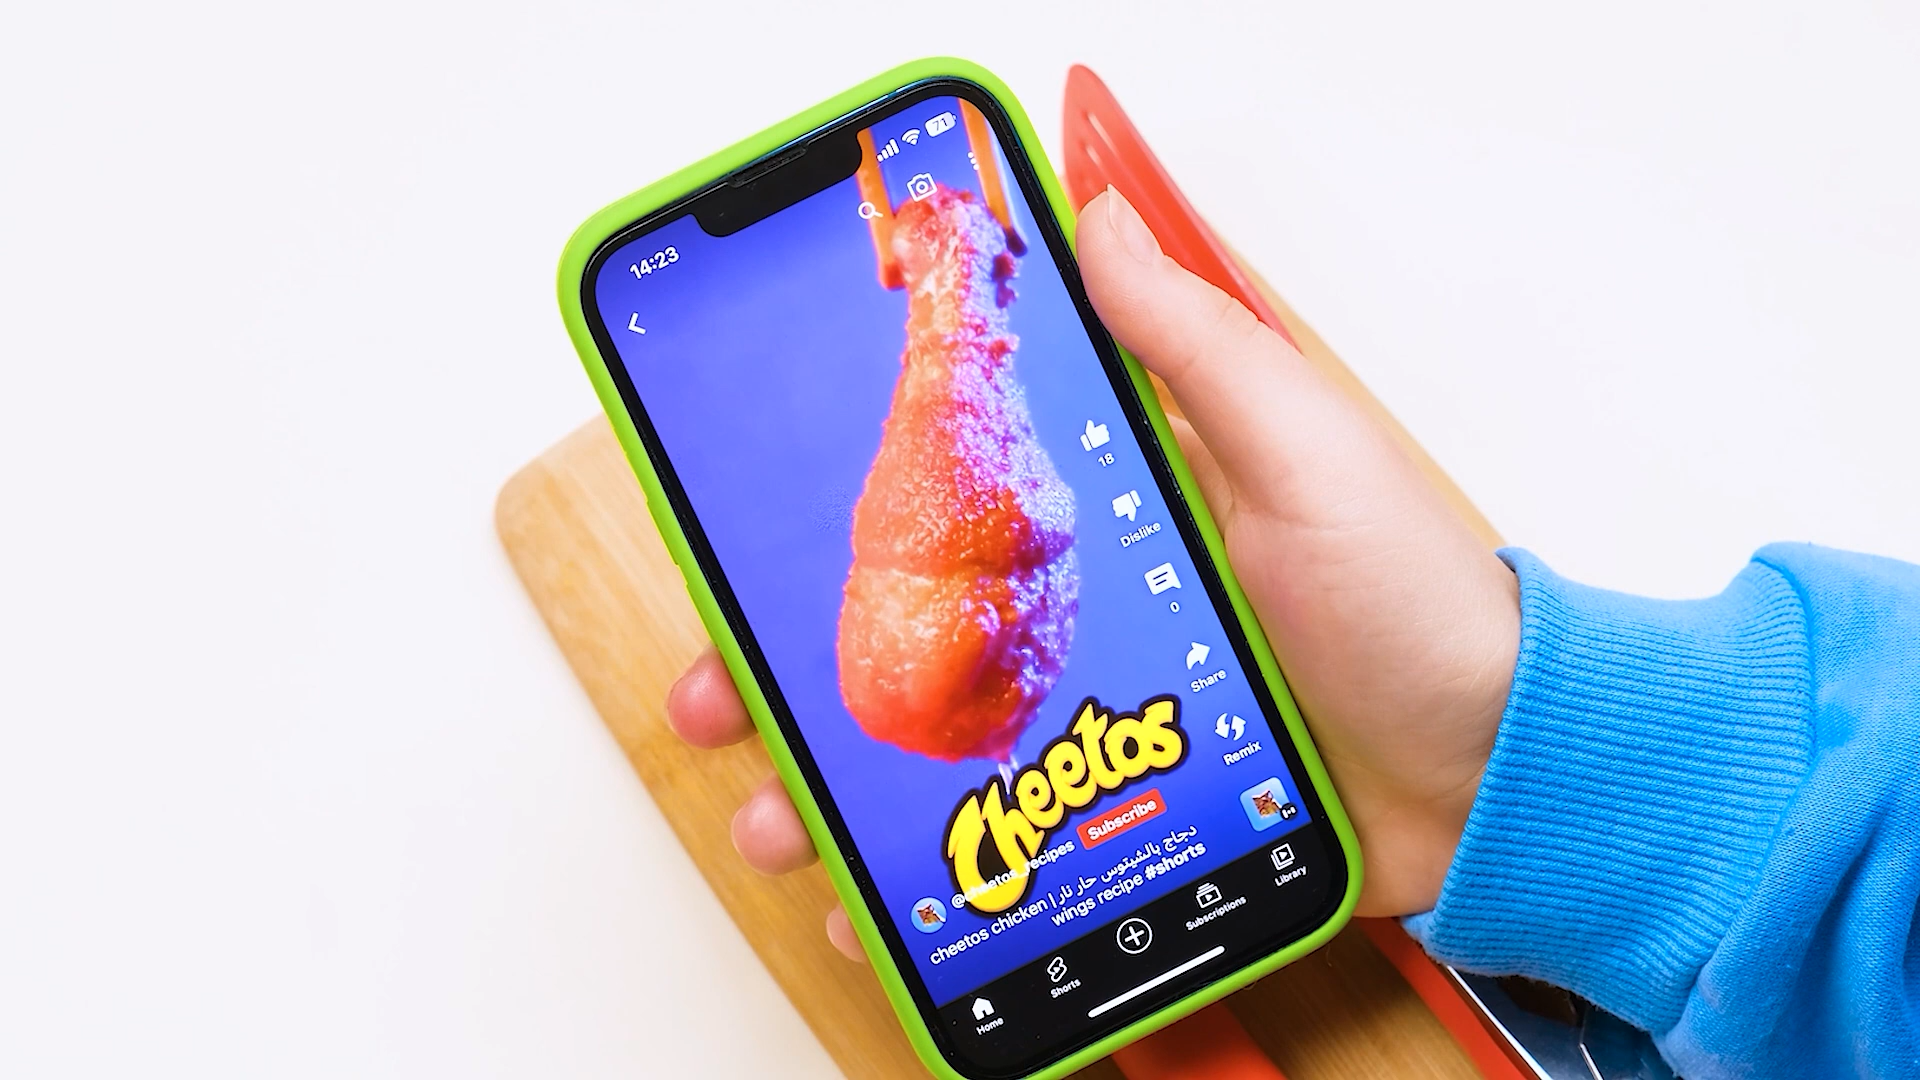 14:23
71
18
Dislike
0
Share
Remix
Cheetos
@cheetos_recipes Subscribe
cheetos chicken | دجاج بالشيتوس حار نار
wings recipe #shorts
Home
Shorts
Subscriptions
Library